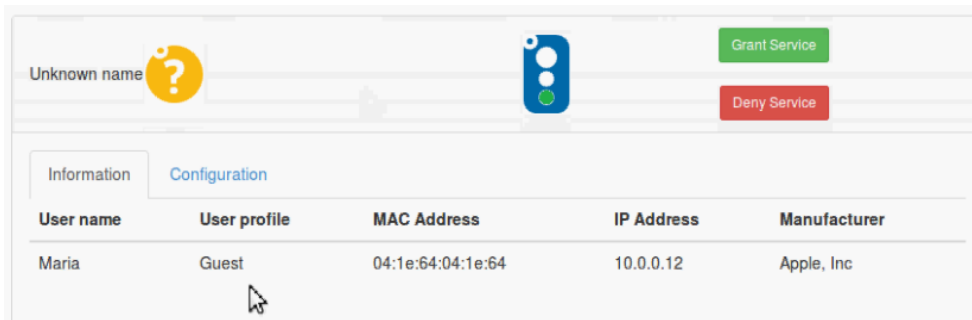 Grant Service
Unknown name ?
Deny Service
Information Configuration
User name User profile MAC Address IP Address Manufacturer
Maria Guest 04:1e:64:04:1e:64 10.0.0.12 Apple, Inc